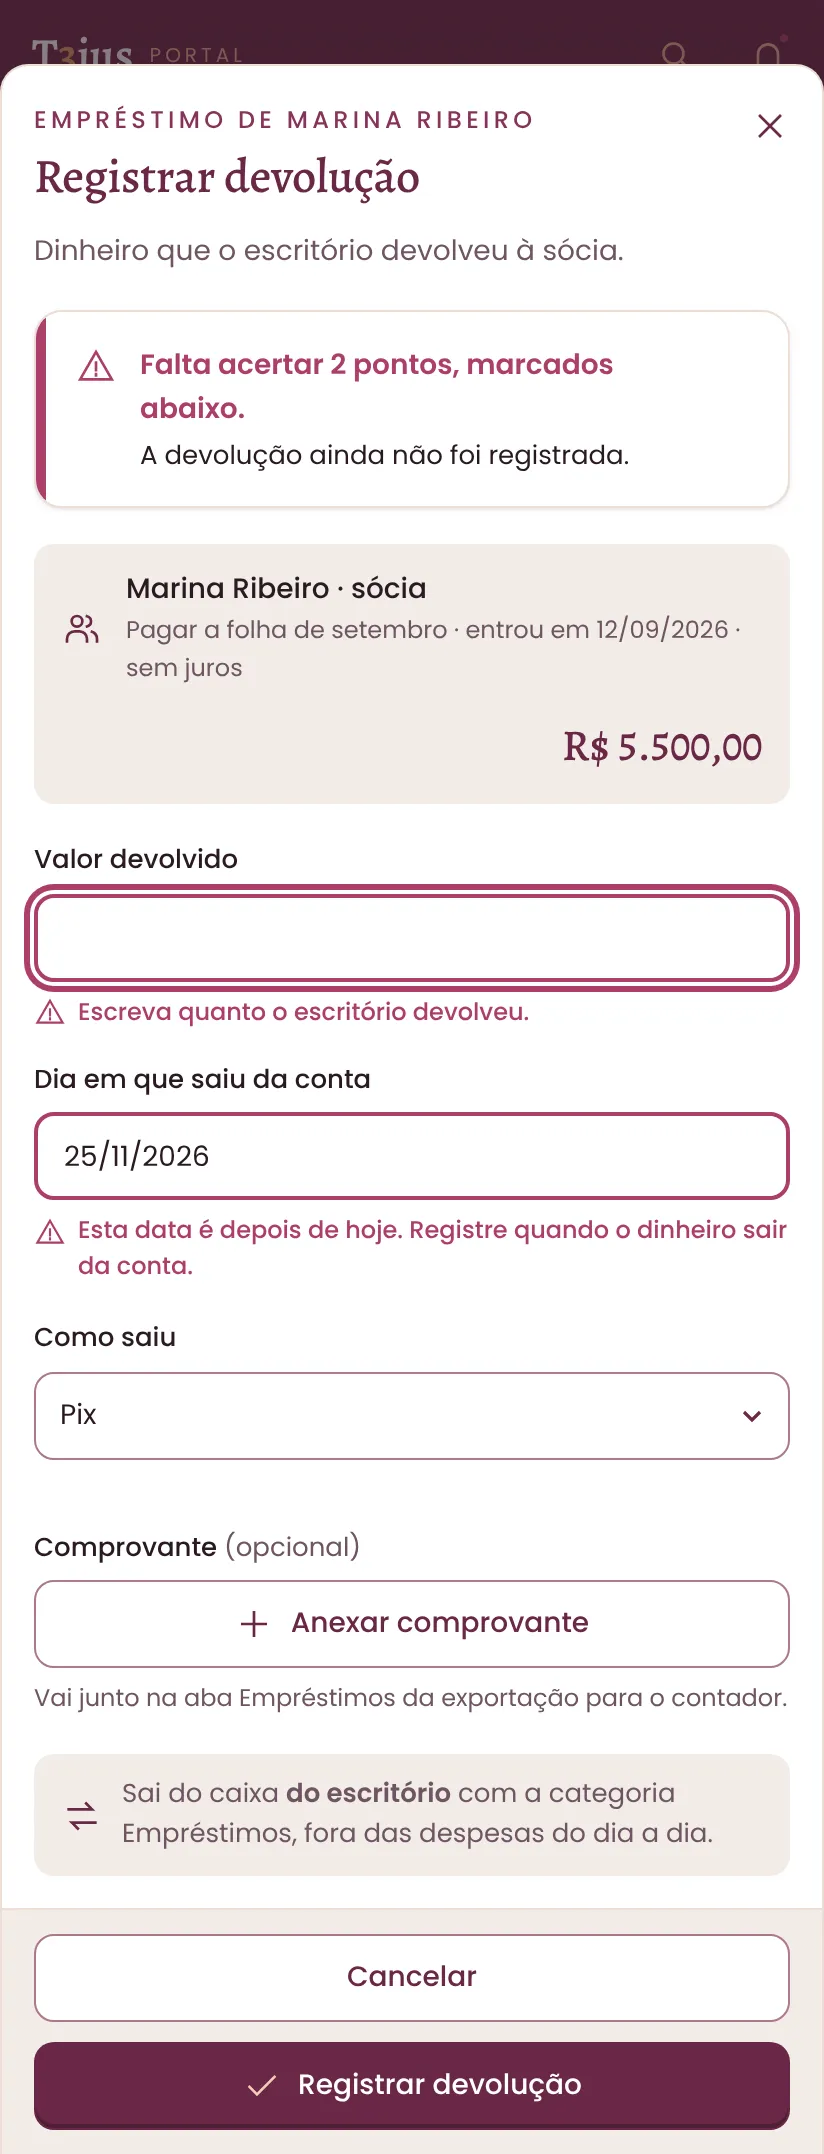 T3ius PORTAL
EMPRÉSTIMO DE MARINA RIBEIRO
Registrar devolução
Dinheiro que o escritório devolveu à sócia.
Falta acertar 2 pontos, marcados
abaixo.
A devolução ainda não foi registrada.
Marina Ribeiro · sócia
Pagar a folha de setembro · entrou em 12/09/2026 ·
sem juros
R$ 5.500,00
Valor devolvido
Escreva quanto o escritório devolveu.
Dia em que saiu da conta
25/11/2026
Esta data é depois de hoje. Registre quando o dinheiro sair
da conta.
Como saiu
Pix
Comprovante (opcional)
Anexar comprovante
Vai junto na aba Empréstimos da exportação para o contador.
Sai do caixa do escritório com a categoria
Empréstimos, fora das despesas do dia a dia.
Cancelar
Registrar devolução